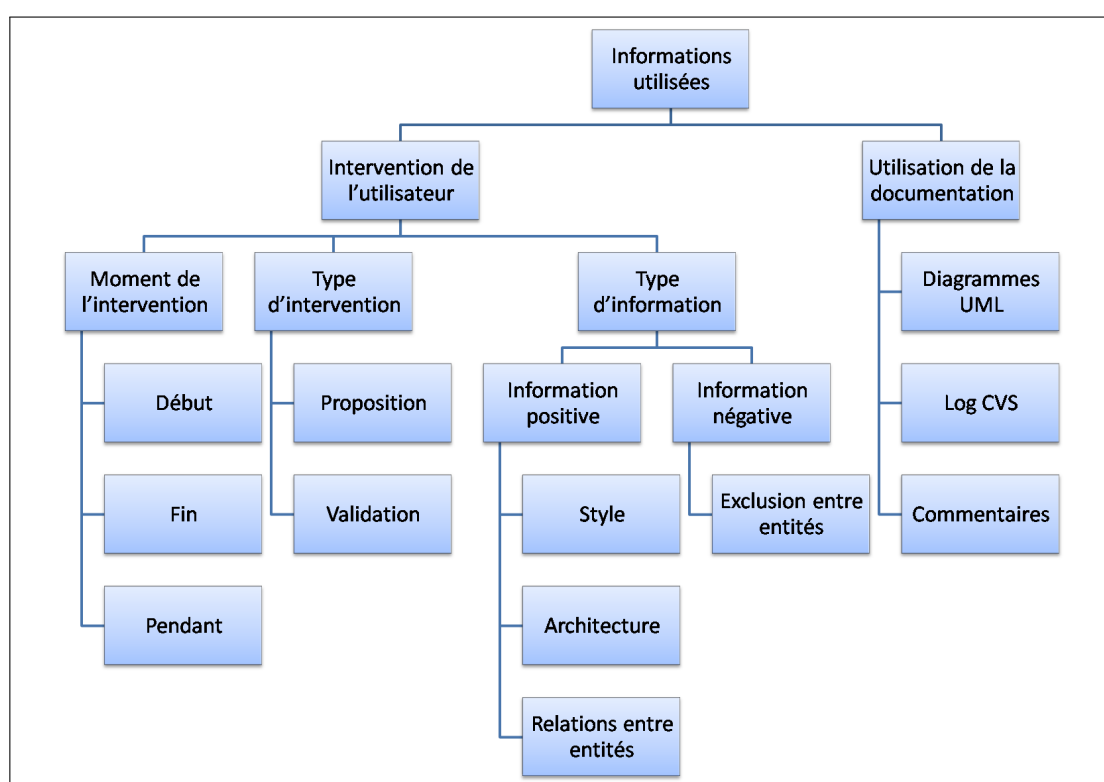 Informations
utilisées
Intervention de
l'utilisateur
Utilisation de la
documentation
Moment de
l'intervention
Type
d'intervention
Type
d'information
Diagrammes
UML
Début
Proposition
Information
positive
Information
négative
Log CVS
Fin
Validation
Style
Exclusion entre
entités
Commentaires
Pendant
Architecture
Relations entre
entités